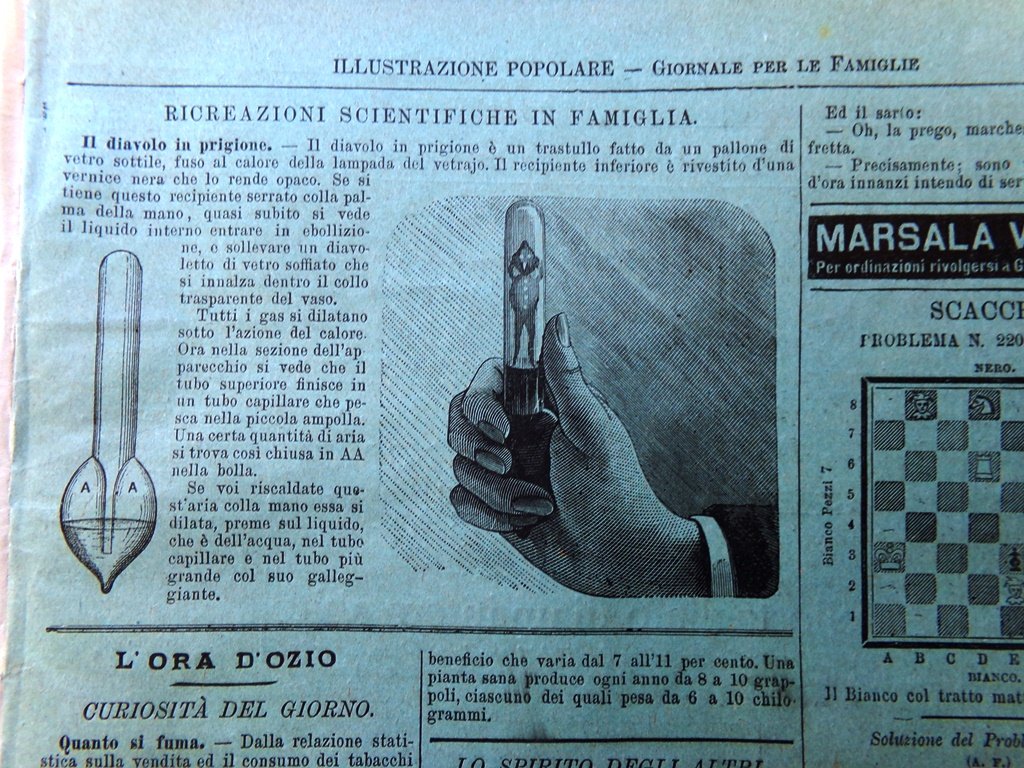 ILLUSTRAZIONE POPOLARE — GIORNALE PER LE FAMIGLIE
RICREAZIONI SCIENTIFICHE IN FAMIGLIA.
Il diavolo in prigione. — Il diavolo in prigione è un trastullo fatto da un pallone di
vetro sottile, fuso al calore della lampada del vetrajo. Il recipiente inferiore è rivestito d'una
vernice nera che lo rende opaco. Se si
tiene questo recipiente serrato colla pal-
ma della mano, quasi subito si vede
il liquido interno entrare in ebollizio-
ne, e sollevare un diavo-
letto di vetro soffiato che
si innalza dentro il collo
trasparente del vaso.
Tutti i gas si dilatano
sotto l'azione del calore.
Ora nella sezione dell'ap
parecchio si vede che il
tubo superiore finisce in
un tubo capillare che pe-
sca nella piccola ampolla.
Una certa quantità di aria
si trova così chiusa in AA
nella bolla.
Se voi riscaldate que-
st'aria colla mano essa si
dilata, preme sul liquido,
che è dell'acqua, nel tubo
capillare e nel tubo più
grande col suo galleg-
giante.
A A
L'ORA D'OZIO
CURIOSITÀ DEL GIORNO.
Quanto si fuma. — Dalla relazione stati-
stica sulla vendita ed il consumo dei tabacchi
beneficio che varia dal 7 all'11 per cento. Una
pianta sana produce ogni anno da 8 a 10 grap-
poli, ciascuno dei quali pesa da 6 a 10 chilo-
grammi.
LO SPIRITO DEGLI ALTRI
Ed il sarto:
— Oh, la prego, marche
fretta.
— Precisamente; sono
d'ora innanzi intendo di ser
MARSALA V
Per ordinazioni rivolgersi a G
SCACCH
PROBLEMA N. 220
NERO.
8
7
6
5
4
3
2
1
Bianco Pezzi 7
A B C D E
BIANCO.
Il Bianco col tratto mat
Soluzione del Probl
(A. F.)